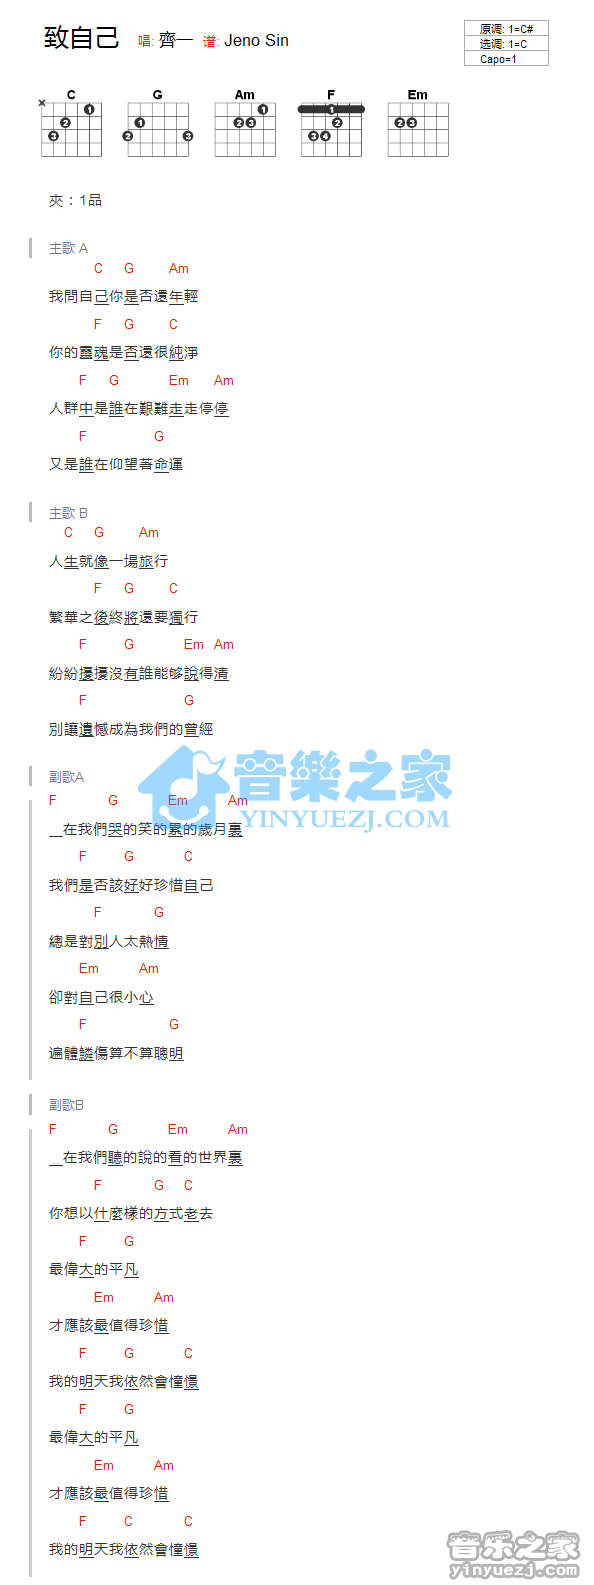 致自己 唱: 齊一 谱: Jeno Sin
原调: 1=C#
选调: 1=C
Capo=1
C G Am F Em
夾：1品
主歌 A
C G Am
我問自己你是否還年輕
F G C
你的靈魂是否還很純淨
F G Em Am
人群中是誰在艱難走走停停
F G
又是誰在仰望著命運
主歌 B
C G Am
人生就像一場旅行
F G C
繁華之後終將還要獨行
F G Em Am
紛紛擾擾沒有誰能够說得清
F G
別讓遺憾成為我們的曾經
副歌A
F G Em Am
__在我們哭的笑的累的歲月裏
F G C
我們是否該好好珍惜自己
F G
總是對別人太熱情
Em Am
卻對自己很小心
F G
遍體鱗傷算不算聰明
副歌B
F G Em Am
__在我們聽的說的看的世界裏
F G C
你想以什麼樣的方式老去
F G
最偉大的平凡
Em Am
才應該最值得珍惜
F G C
我的明天我依然會憧憬
F G
最偉大的平凡
Em Am
才應該最值得珍惜
F C C
我的明天我依然會憧憬
音樂之家
YINYUEZJ.COM
音乐之家
yinyuezj.com